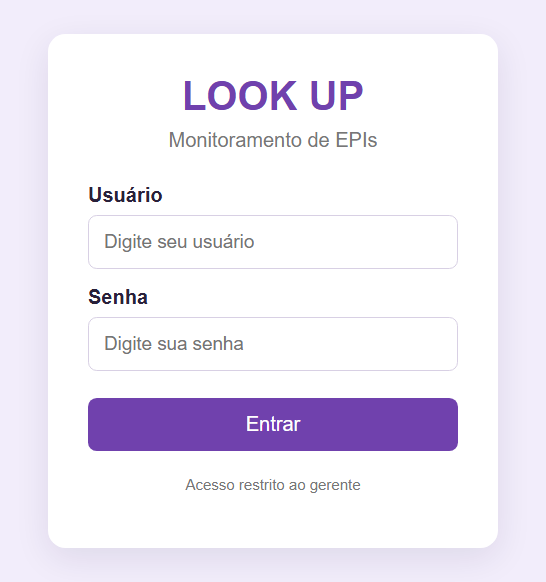 LOOK UP
Monitoramento de EPIs
Usuário
Digite seu usuário
Senha
Digite sua senha
Entrar
Acesso restrito ao gerente